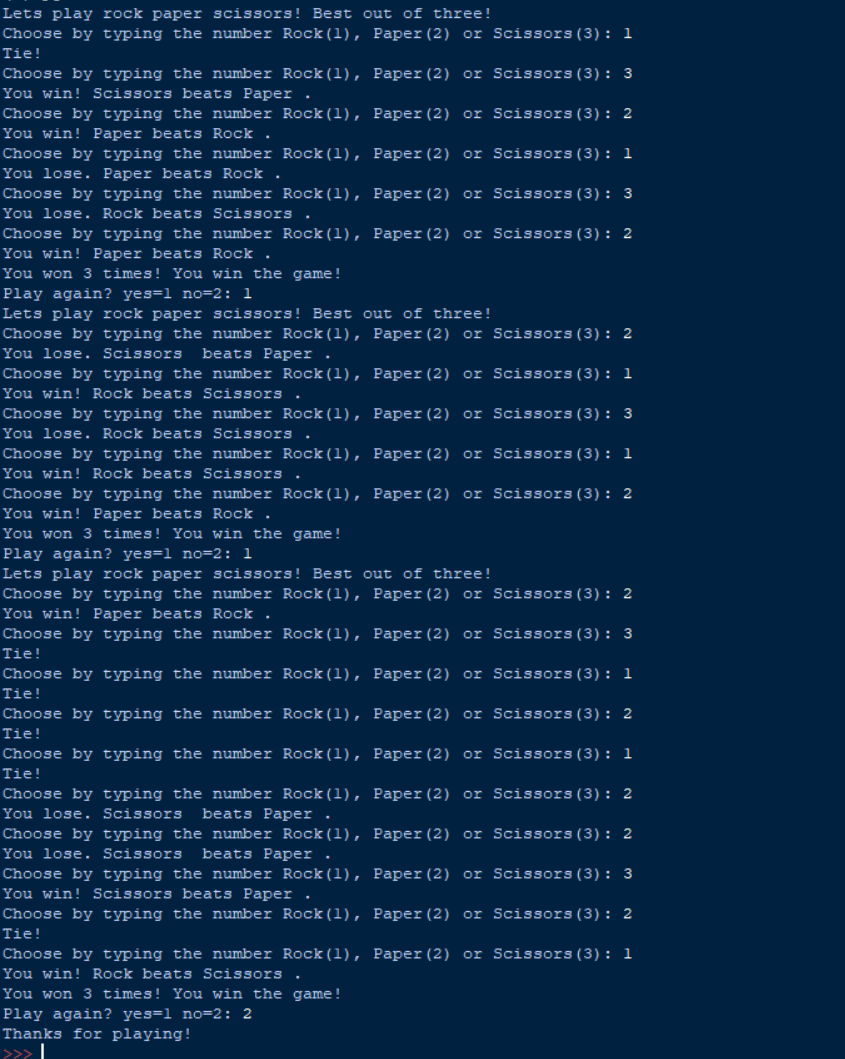 Lets play rock paper scissors! Best out of three!
Choose by typing the number Rock(1), Paper(2) or Scissors(3): 1
Tie!
Choose by typing the number Rock(1), Paper(2) or Scissors(3): 3
You win! Scissors beats Paper .
Choose by typing the number Rock(1), Paper(2) or Scissors(3): 2
You win! Paper beats Rock .
Choose by typing the number Rock(1), Paper(2) or Scissors(3): 1
You lose. Paper beats Rock .
Choose by typing the number Rock(1), Paper(2) or Scissors(3): 3
You lose. Rock beats Scissors .
Choose by typing the number Rock(1), Paper(2) or Scissors(3): 2
You win! Paper beats Rock .
You won 3 times! You win the game!
Play again? yes=1 no=2: 1
Lets play rock paper scissors! Best out of three!
Choose by typing the number Rock(1), Paper(2) or Scissors(3): 2
You lose. Scissors  beats Paper .
Choose by typing the number Rock(1), Paper(2) or Scissors(3): 1
You win! Rock beats Scissors .
Choose by typing the number Rock(1), Paper(2) or Scissors(3): 3
You lose. Rock beats Scissors .
Choose by typing the number Rock(1), Paper(2) or Scissors(3): 1
You win! Rock beats Scissors .
Choose by typing the number Rock(1), Paper(2) or Scissors(3): 2
You win! Paper beats Rock .
You won 3 times! You win the game!
Play again? yes=1 no=2: 1
Lets play rock paper scissors! Best out of three!
Choose by typing the number Rock(1), Paper(2) or Scissors(3): 2
You win! Paper beats Rock .
Choose by typing the number Rock(1), Paper(2) or Scissors(3): 3
Tie!
Choose by typing the number Rock(1), Paper(2) or Scissors(3): 1
Tie!
Choose by typing the number Rock(1), Paper(2) or Scissors(3): 2
Tie!
Choose by typing the number Rock(1), Paper(2) or Scissors(3): 1
Tie!
Choose by typing the number Rock(1), Paper(2) or Scissors(3): 2
You lose. Scissors  beats Paper .
Choose by typing the number Rock(1), Paper(2) or Scissors(3): 2
You lose. Scissors  beats Paper .
Choose by typing the number Rock(1), Paper(2) or Scissors(3): 3
You win! Scissors beats Paper .
Choose by typing the number Rock(1), Paper(2) or Scissors(3): 2
Tie!
Choose by typing the number Rock(1), Paper(2) or Scissors(3): 1
You win! Rock beats Scissors .
You won 3 times! You win the game!
Play again? yes=1 no=2: 2
Thanks for playing!
>>>